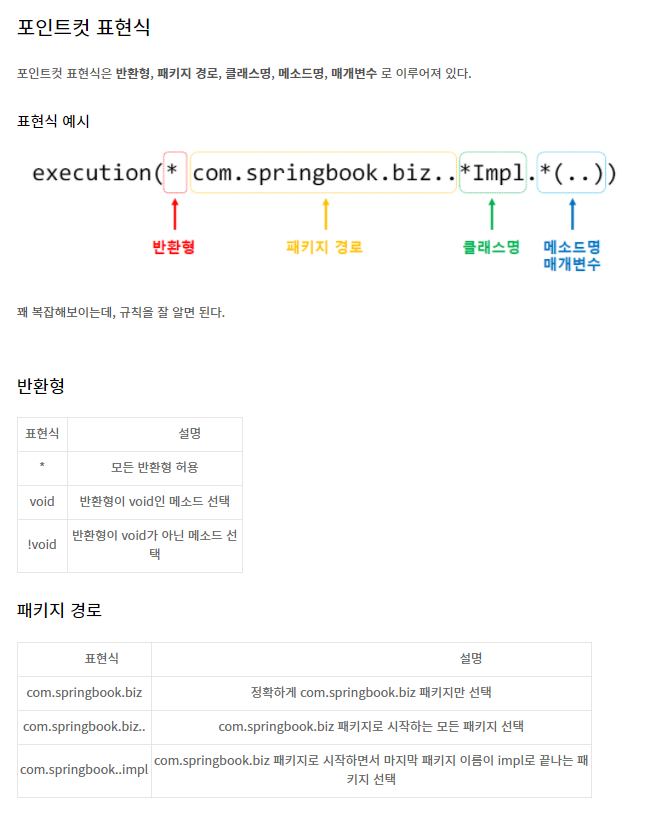 포인트컷 표현식
포인트컷 표현식은 반환형, 패키지 경로, 클래스명, 메소드명, 매개변수 로 이루어져 있다.
표현식 예시
execution(* com.springbook.biz..*Impl.*(..))
반환형 패키지 경로 클래스명 메소드명
매개변수
꽤 복잡해보이는데, 규칙을 잘 알면 된다.
반환형
표현식 설명
* 모든 반환형 허용
void 반환형이 void인 메소드 선택
!void 반환형이 void가 아닌 메소드 선
택
패키지 경로
표현식 설명
com.springbook.biz 정확하게 com.springbook.biz 패키지만 선택
com.springbook.biz.. com.springbook.biz 패키지로 시작하는 모든 패키지 선택
com.springbook..impl com.springbook.biz 패키지로 시작하면서 마지막 패키지 이름이 impl로 끝나는 패
키지 선택